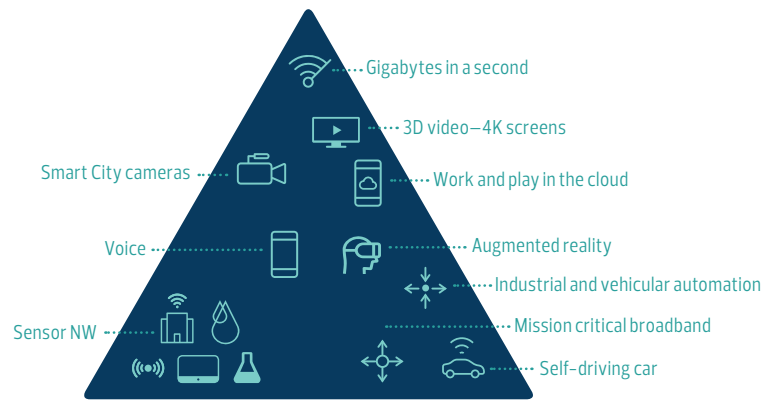 Gigabytes in a second
3D video–4K screens
Smart City cameras
Work and play in the cloud
Voice
Augmented reality
Industrial and vehicular automation
Mission critical broadband
Sensor NW
Self-driving car